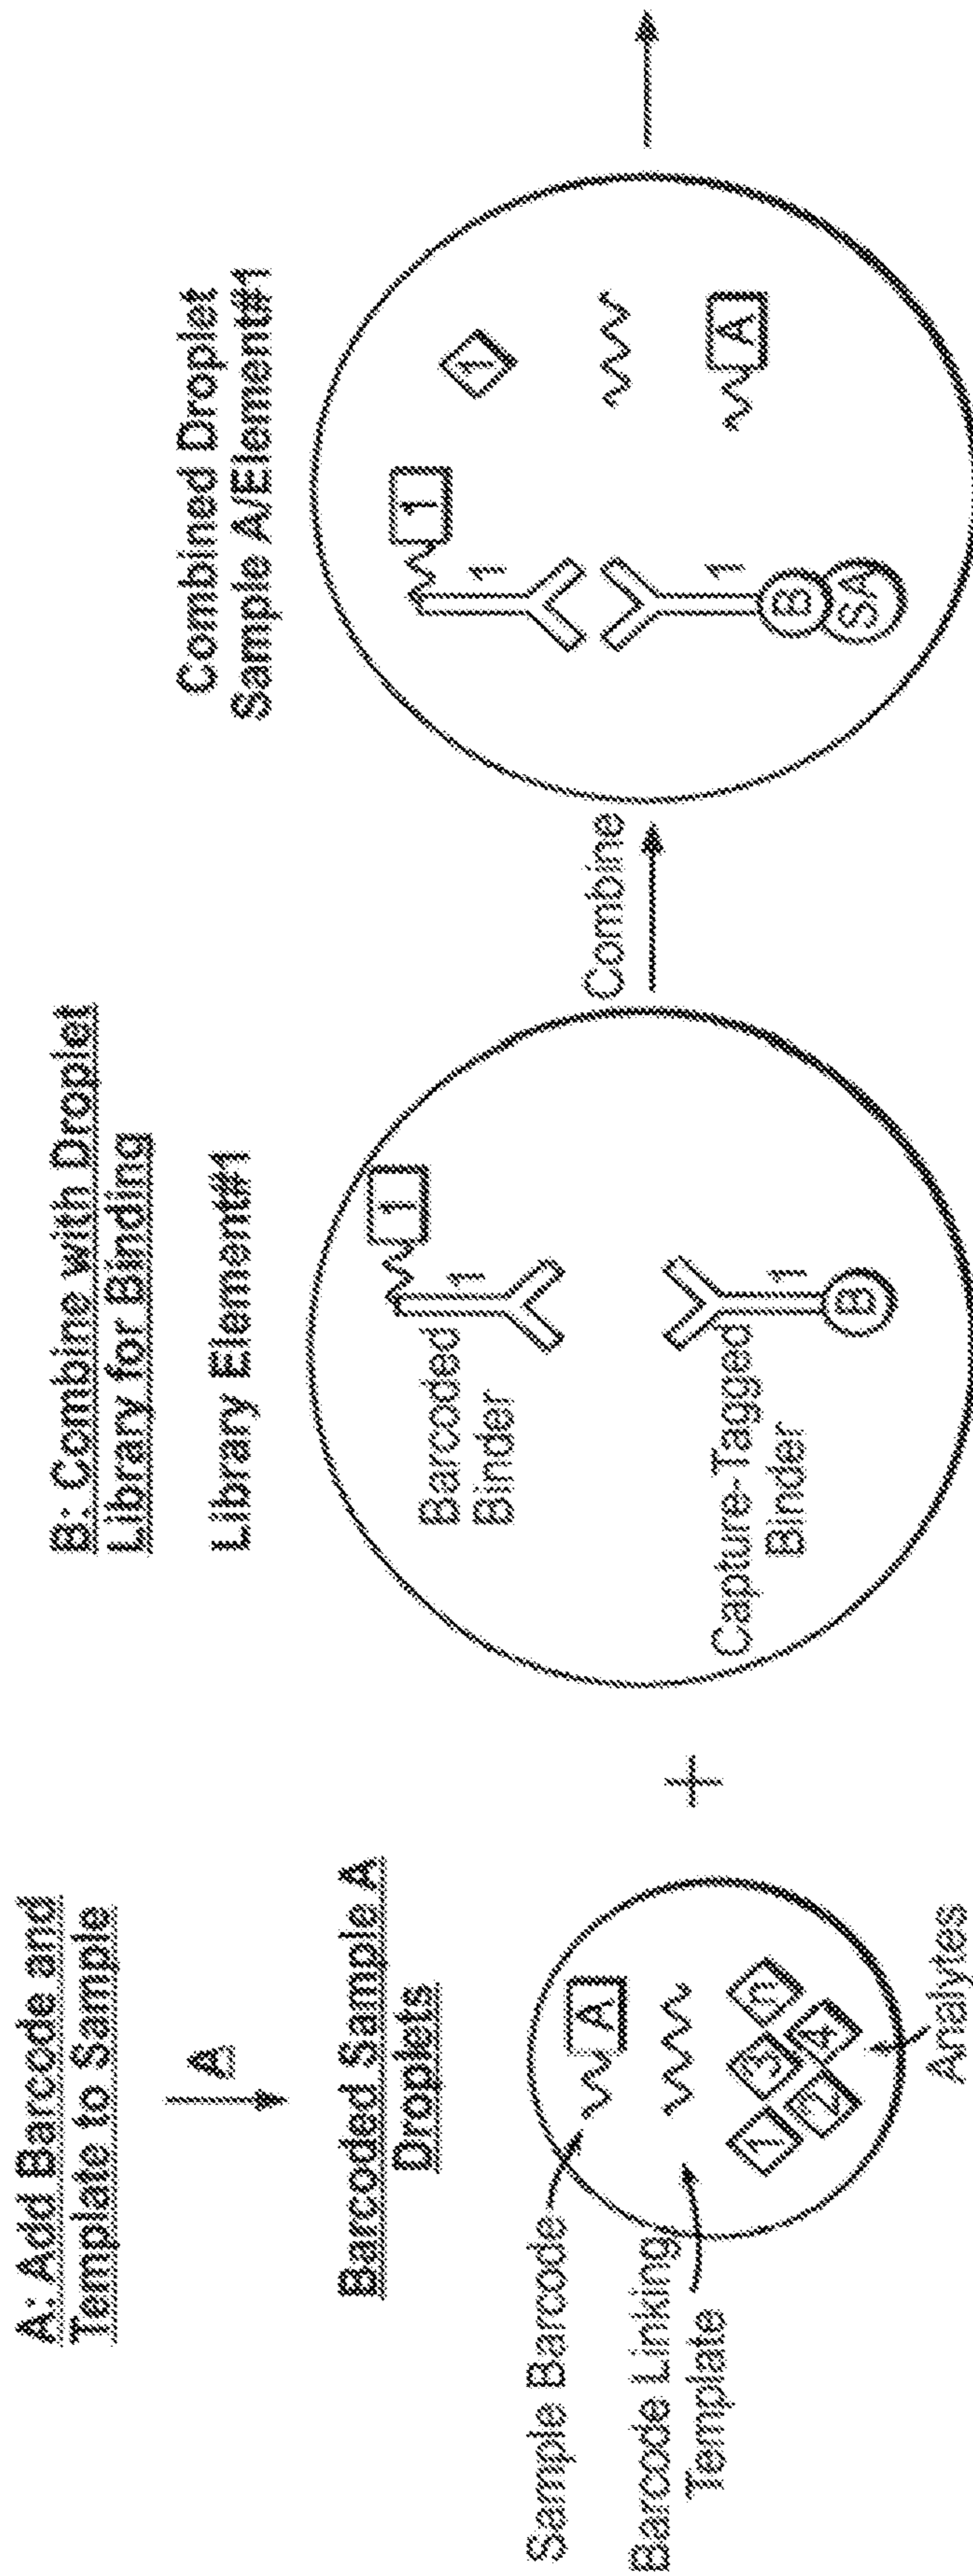 A: Add Barcode and
Template to Sample
A
Barcoded Sample A
Droplets
Sample Barcode
Barcode Linking
Template
A
1
3
5
2
4
Analytes
+
B: Combine with Droplet
Library for Binding
Library Element#1
1
Barcoded
Binder
1
Capture-Tagged
Binder
1
B
Combine
Combined Droplet
Sample A/Element#1
1
1
1
1
B
SA
A